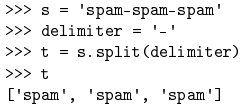 >>> s = 'spam-spam-spam'
>>> delimiter = '-'
>>> t = s.split(delimiter)
>>> t
['spam', 'spam', 'spam']